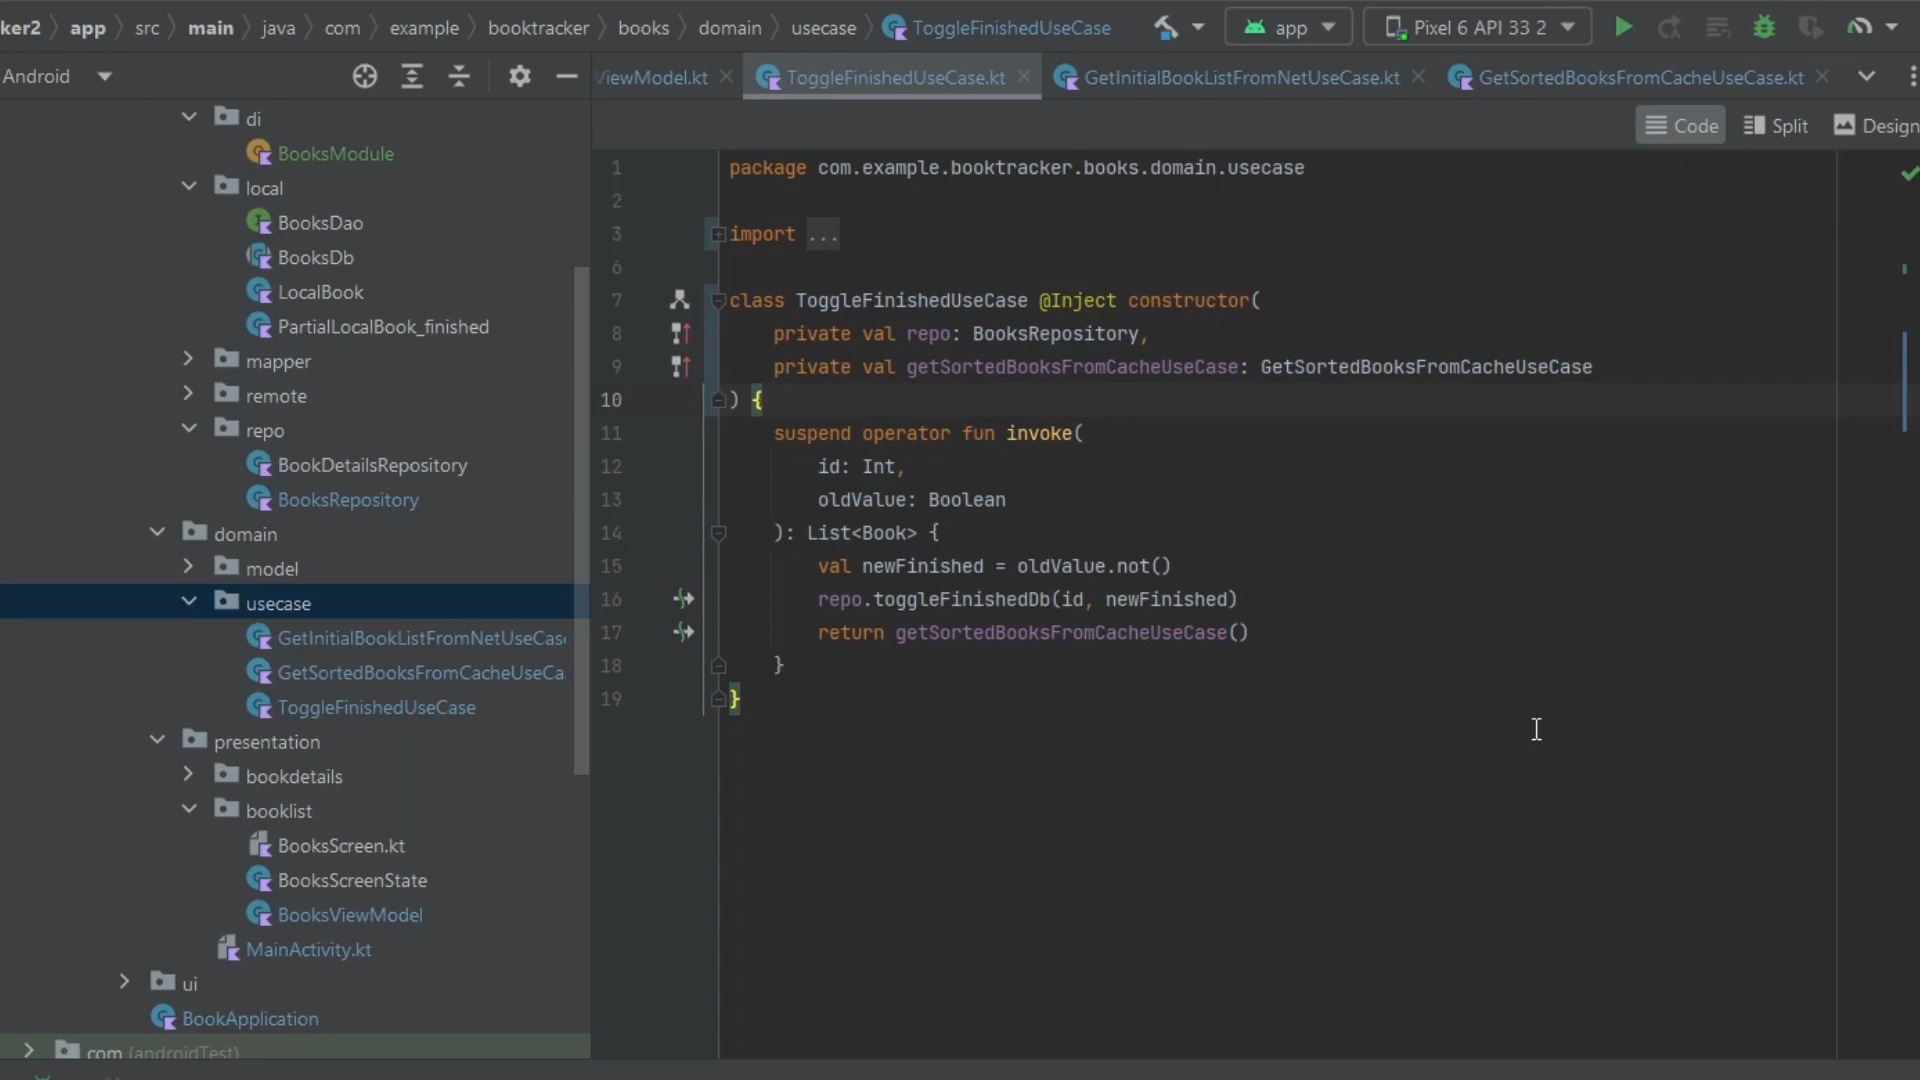 ker2 app src main java com example booktracker books domain usecase ToggleFinishedUseCase app Pixel 6 API 33 2
Android
ViewModel.kt ToggleFinishedUseCase.kt GetInitialBookListFromNetUseCase.kt GetSortedBooksFromCacheUseCase.kt
Code Split Design
di
BooksModule
local
BooksDao
BooksDb
LocalBook
PartialLocalBook_finished
mapper
remote
repo
BookDetailsRepository
BooksRepository
domain
model
usecase
GetInitialBookListFromNetUseCase
GetSortedBooksFromCacheUseCa
ToggleFinishedUseCase
presentation
bookdetails
booklist
BooksScreen.kt
BooksScreenState
BooksViewModel
MainActivity.kt
ui
BookApplication
com (androidTest)
1 package com.example.booktracker.books.domain.usecase
2
3 import ...
6
7 class ToggleFinishedUseCase @Inject constructor(
8 private val repo: BooksRepository,
9 private val getSortedBooksFromCacheUseCase: GetSortedBooksFromCacheUseCase
10 ) {
11 suspend operator fun invoke(
12 id: Int,
13 oldValue: Boolean
14 ): List<Book> {
15 val newFinished = oldValue.not()
16 repo.toggleFinishedDb(id, newFinished)
17 return getSortedBooksFromCacheUseCase()
18 }
19 }